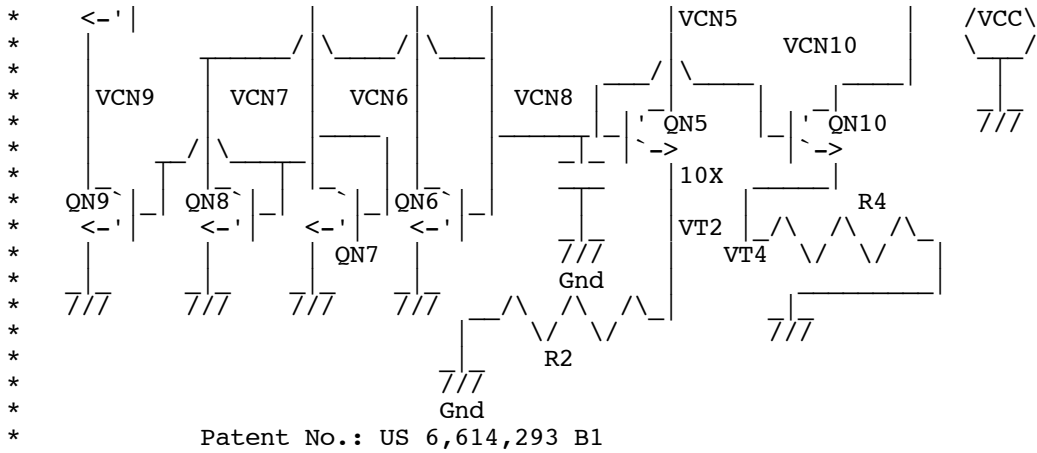 VCN5 /VCC\
VCN10
VCN9 VCN7 VCN6 VCN8
QN5 QN10
10X
QN9 QN8 QN6 R4
VT2
QN7 VT4
Gnd
R2
Gnd
Patent No.: US 6,614,293 B1